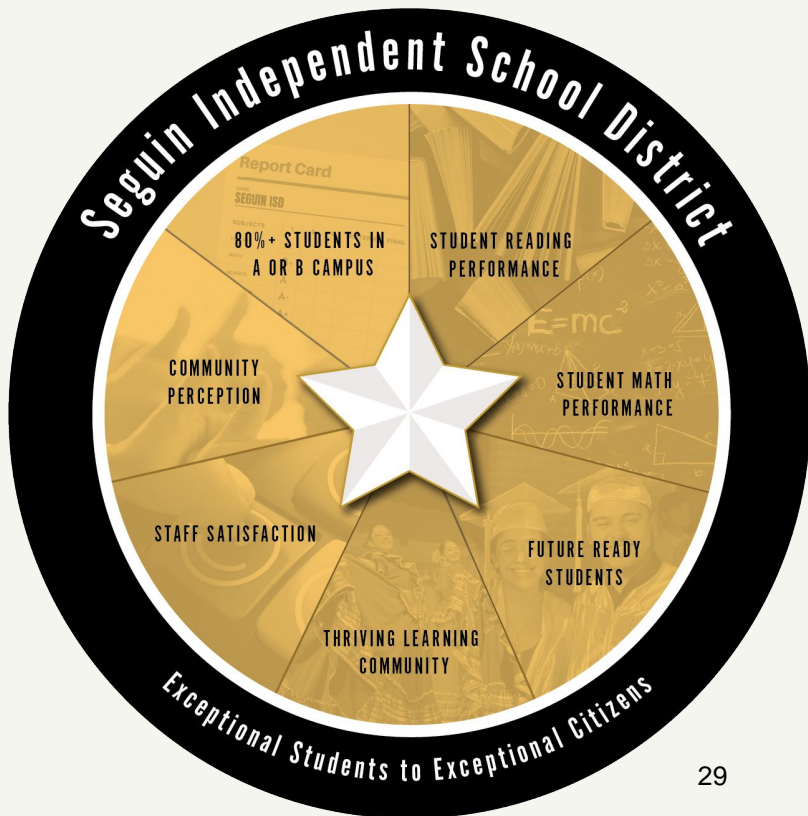 Seguin Independent School District
Report Card
SEGUIN ISD
80%+ STUDENTS IN
A OR B CAMPUS
STUDENT READING
PERFORMANCE
E=mc²
COMMUNITY
PERCEPTION
STUDENT MATH
PERFORMANCE
STAFF SATISFACTION
FUTURE READY
STUDENTS
THRIVING LEARNING
COMMUNITY
Exceptional Students to Exceptional Citizens
29